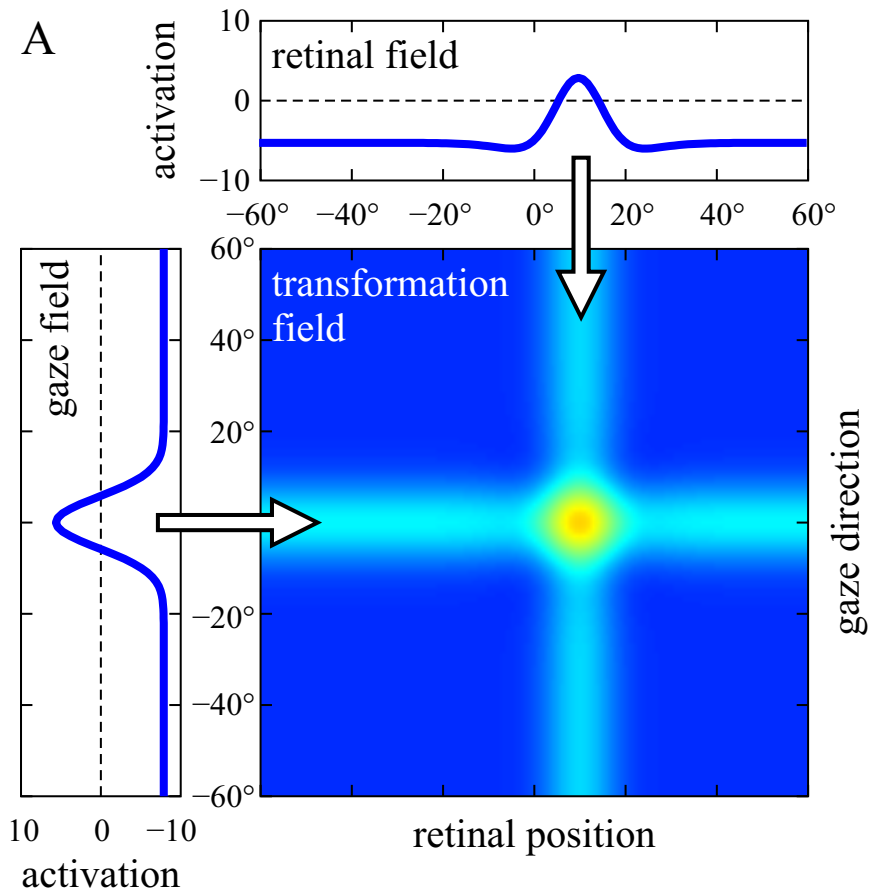 A
activation
10
0
−10
retinal field
−60° −40° −20° 0° 20° 40° 60°
gaze field
10 0 −10
activation
60°
40°
20°
−20°
−40°
−60°
transformation
field
gaze direction
retinal position